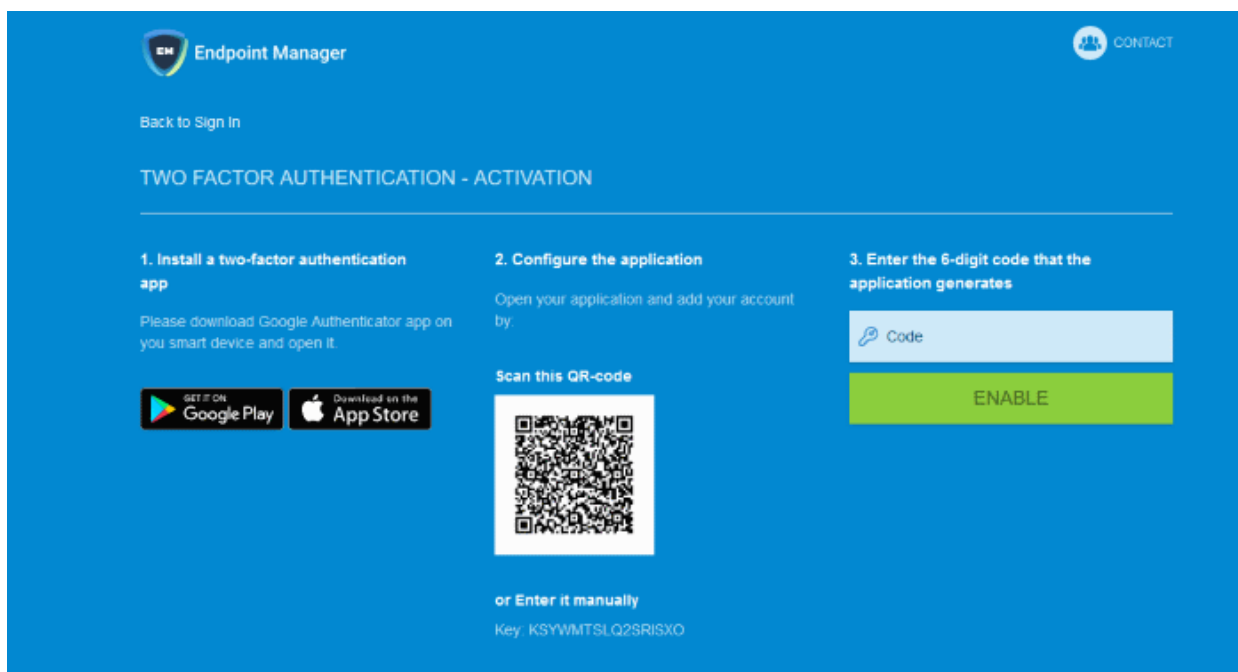 EM Endpoint Manager
CONTACT
Back to Sign In
TWO FACTOR AUTHENTICATION - ACTIVATION
1. Install a two-factor authentication
app
Please download Google Authenticator app on
you smart device and open it.
GET IT ON
Google Play
Download on the
App Store
2. Configure the application
Open your application and add your account
by:
Scan this QR-code
or Enter it manually
Key: KSYWMTSLQ2SRISXO
3. Enter the 6-digit code that the
application generates
Code
ENABLE